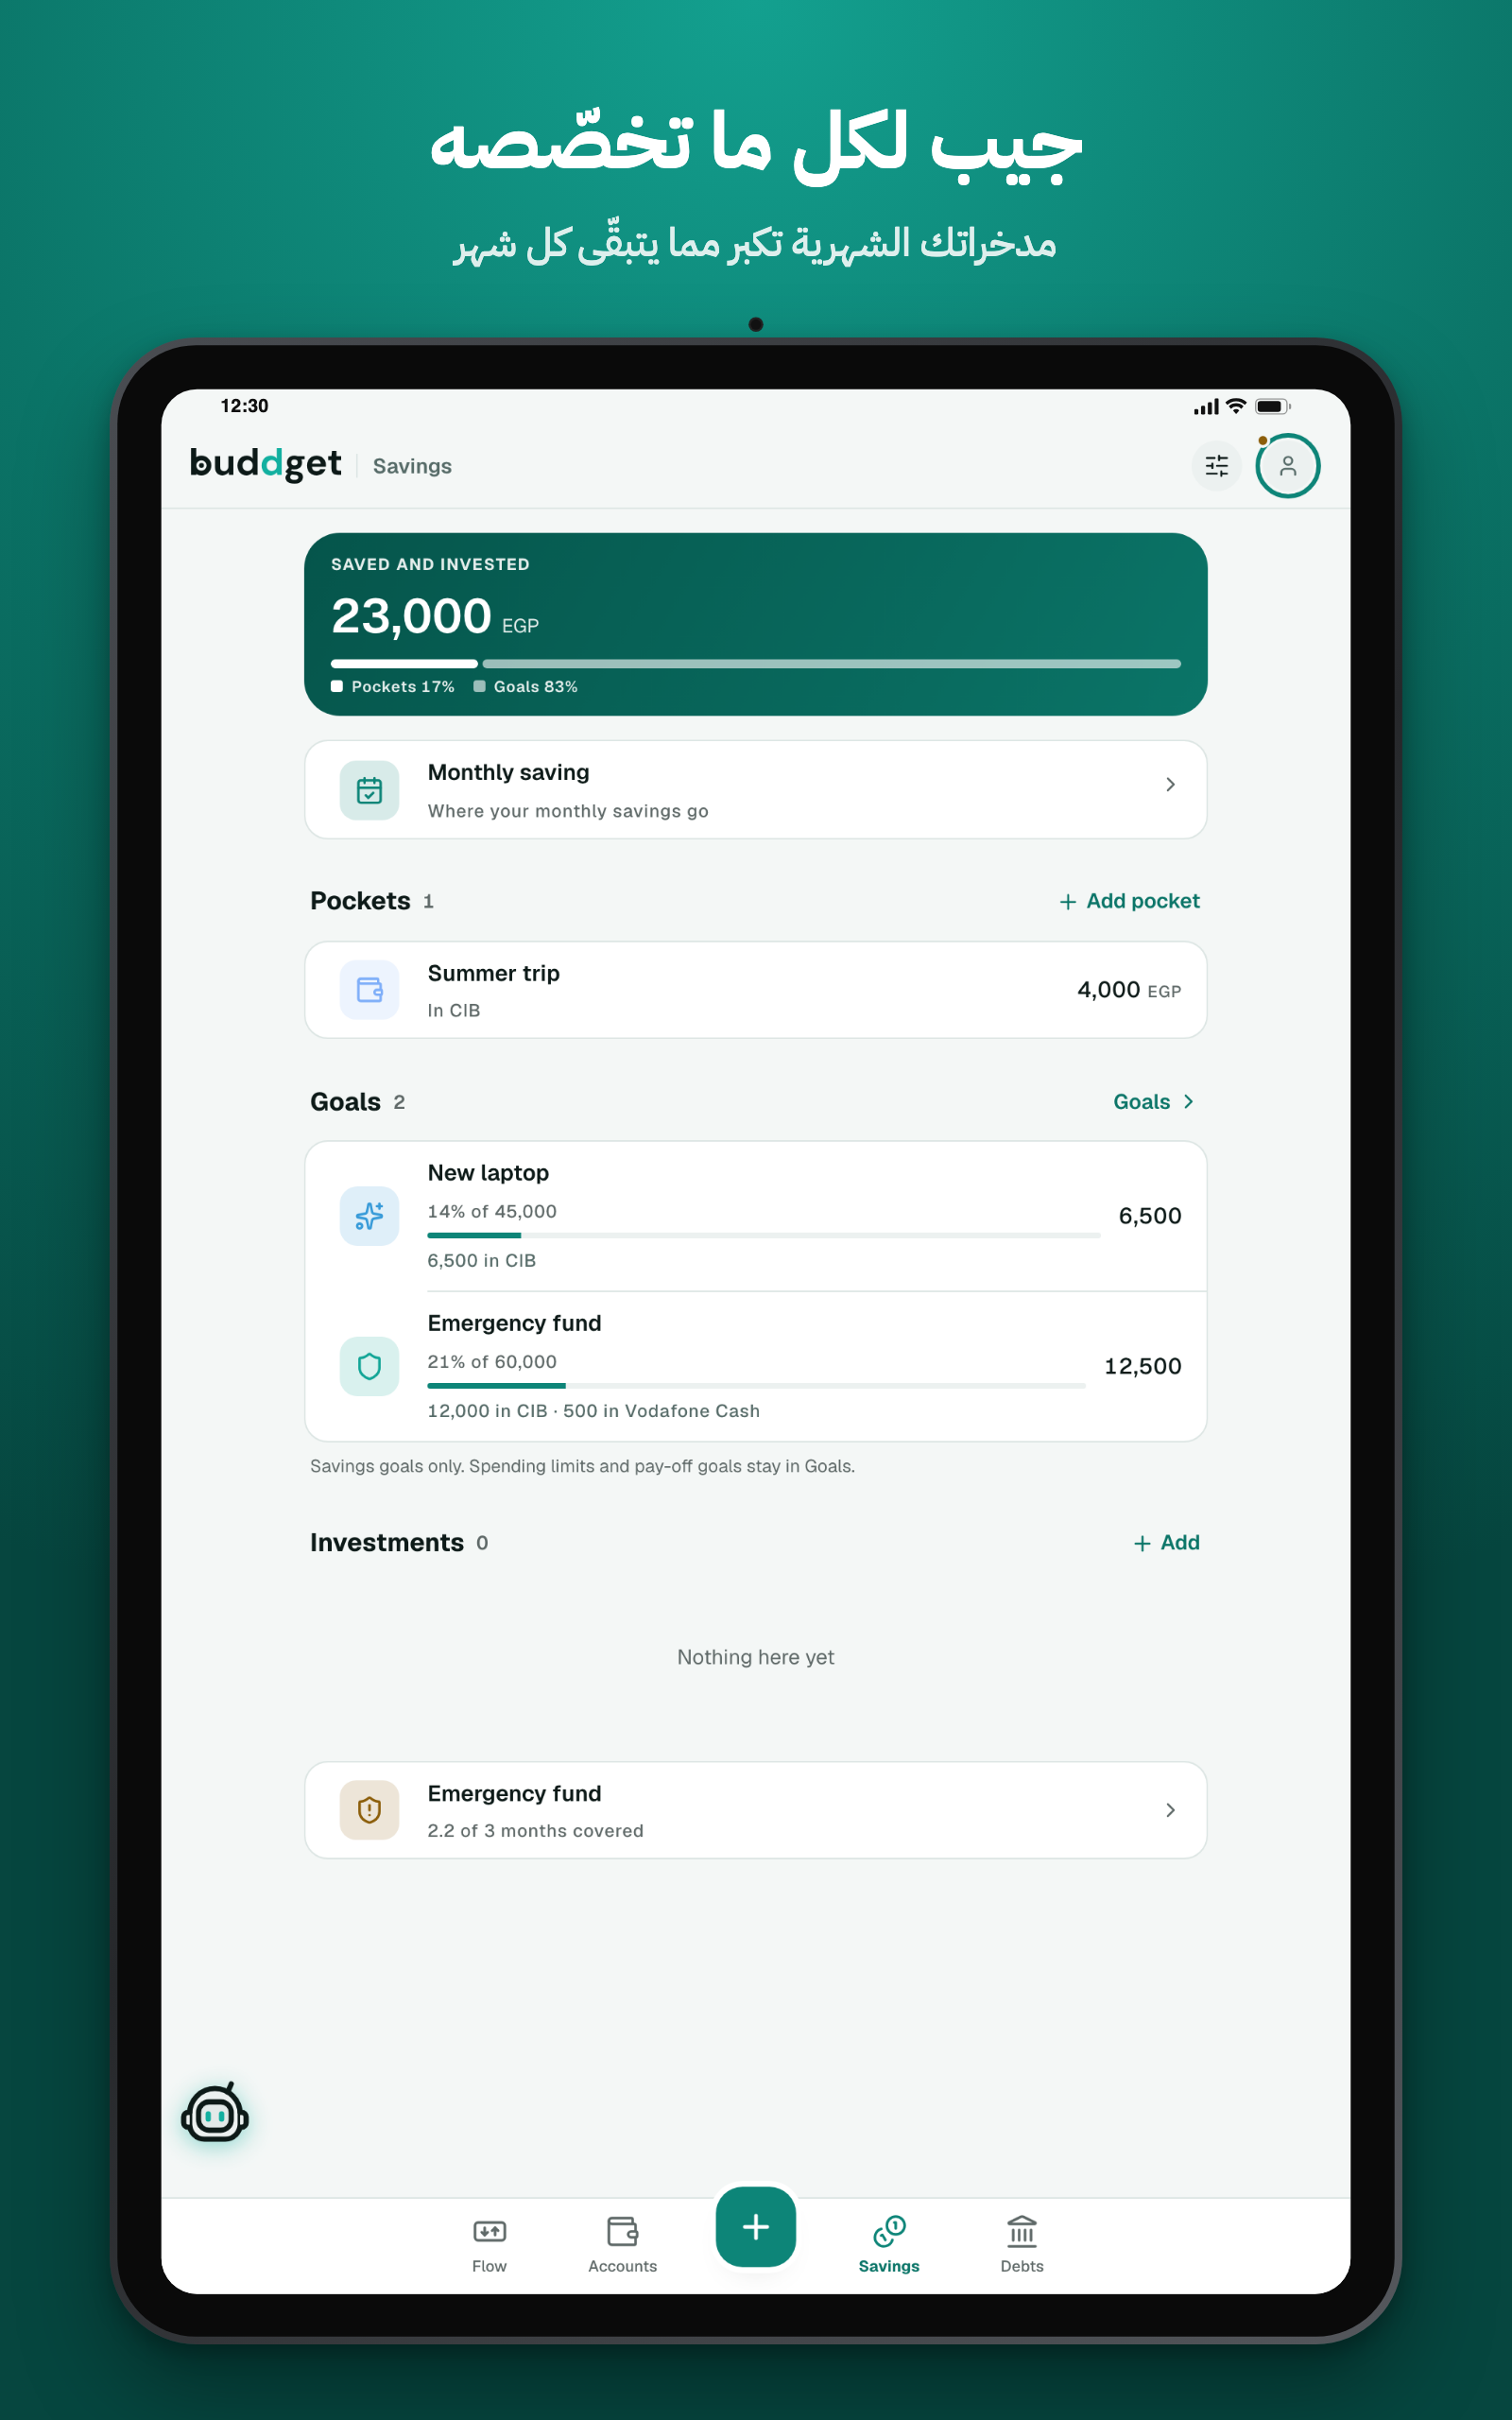 جيب لكل ما تخصّصه
مدخراتك الشهرية تكبر مما يتبقّى كل شهر
12:30
buddget Savings
SAVED AND INVESTED
23,000 EGP
Pockets 17% Goals 83%
Monthly saving
Where your monthly savings go
Pockets 1 + Add pocket
Summer trip
In CIB
4,000 EGP
Goals 2 Goals
New laptop
14% of 45,000
6,500
6,500 in CIB
Emergency fund
21% of 60,000
12,500
12,000 in CIB · 500 in Vodafone Cash
Savings goals only. Spending limits and pay-off goals stay in Goals.
Investments 0 + Add
Nothing here yet
Emergency fund
2.2 of 3 months covered
Flow Accounts Savings Debts